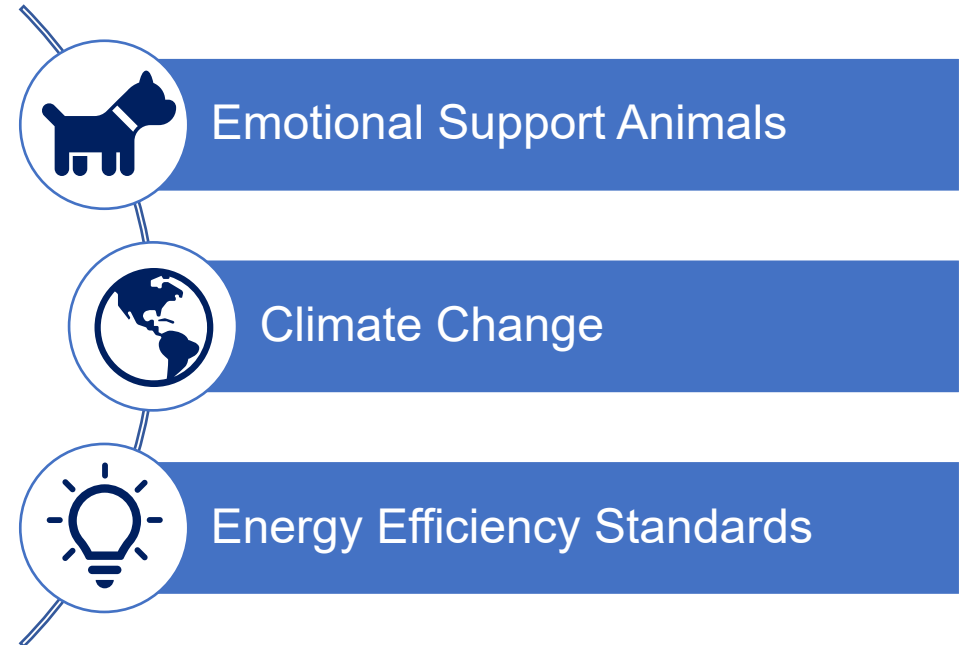 Emotional Support Animals
Climate Change
Energy Efficiency Standards